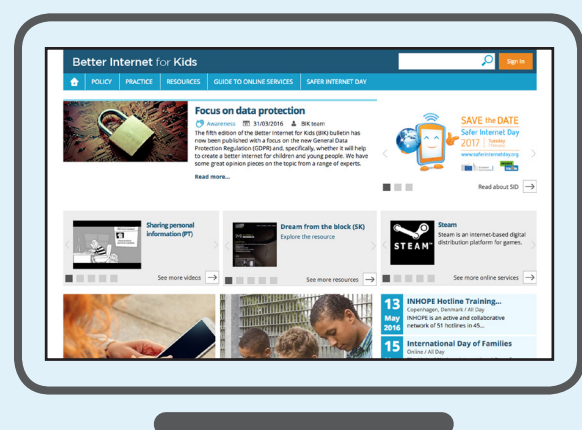 Better Internet for Kids
Sign in
POLICY PRACTICE RESOURCES GUIDE TO ONLINE SERVICES SAFER INTERNET DAY
Focus on data protection
Awareness 31/03/2016 BIK team
The fifth edition of the Better Internet for Kids (BIK) bulletin has
now been published with a focus on the new General Data
Protection Regulation (GDPR) and, specifically, whether it will help
to create a better internet for children and young people. We have
some great opinion pieces on the topic from a range of experts.
Read more...
SAVE the DATE
Safer Internet Day
2017 Tuesday
www.saferinternetday.org
Read about SID
Sharing personal
information (PT)
See more videos
Dream from the block (SK)
Explore the resource
See more resources
STEAM
Steam
Steam is an internet-based digital
distribution platform for games.
See more online services
13
May
2016
INHOPE Hotline Training...
Copenhagen, Denmark / All Day
INHOPE is an active and collaborative
network of 51 hotlines in 45...
15
International Day of Families
Online / All Day